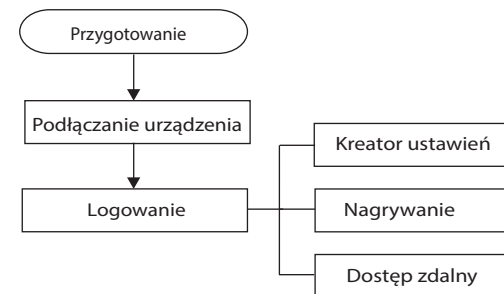 Przygotowanie
Podłączanie urządzenia
Logowanie
Kreator ustawień
Nagrywanie
Dostęp zdalny